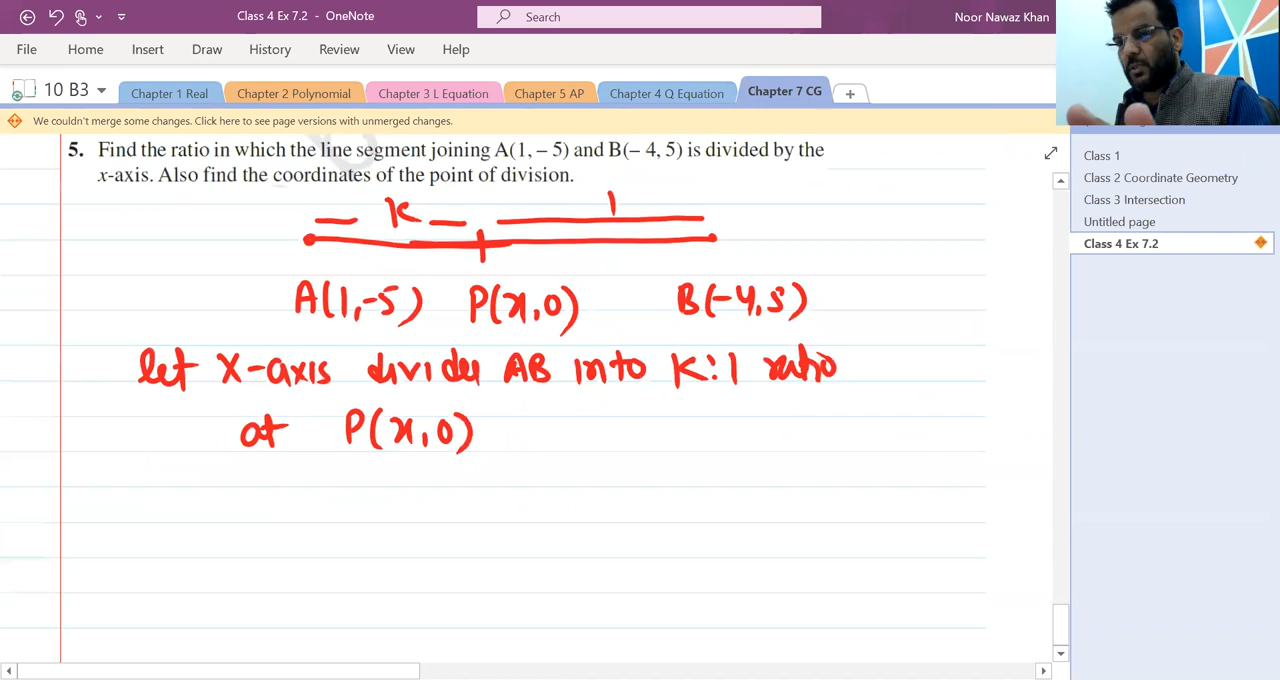 Class 4 Ex 7.2 - OneNote
Search
Noor Nawaz Khan
File Home Insert Draw History Review View Help
10 B3
Chapter 1 Real
Chapter 2 Polynomial
Chapter 3 L Equation
Chapter 5 AP
Chapter 4 Q Equation
Chapter 7 CG
We couldn't merge some changes. Click here to see page versions with unmerged changes.
5. Find the ratio in which the line segment joining A(1, – 5) and B(– 4, 5) is divided by the
x-axis. Also find the coordinates of the point of division.
K 1
A(1,-5) P(x,0) B(-4,5)
let X-axis divides AB into K:1 ratio
at P(x,0)
Class 1
Class 2 Coordinate Geometry
Class 3 Intersection
Untitled page
Class 4 Ex 7.2